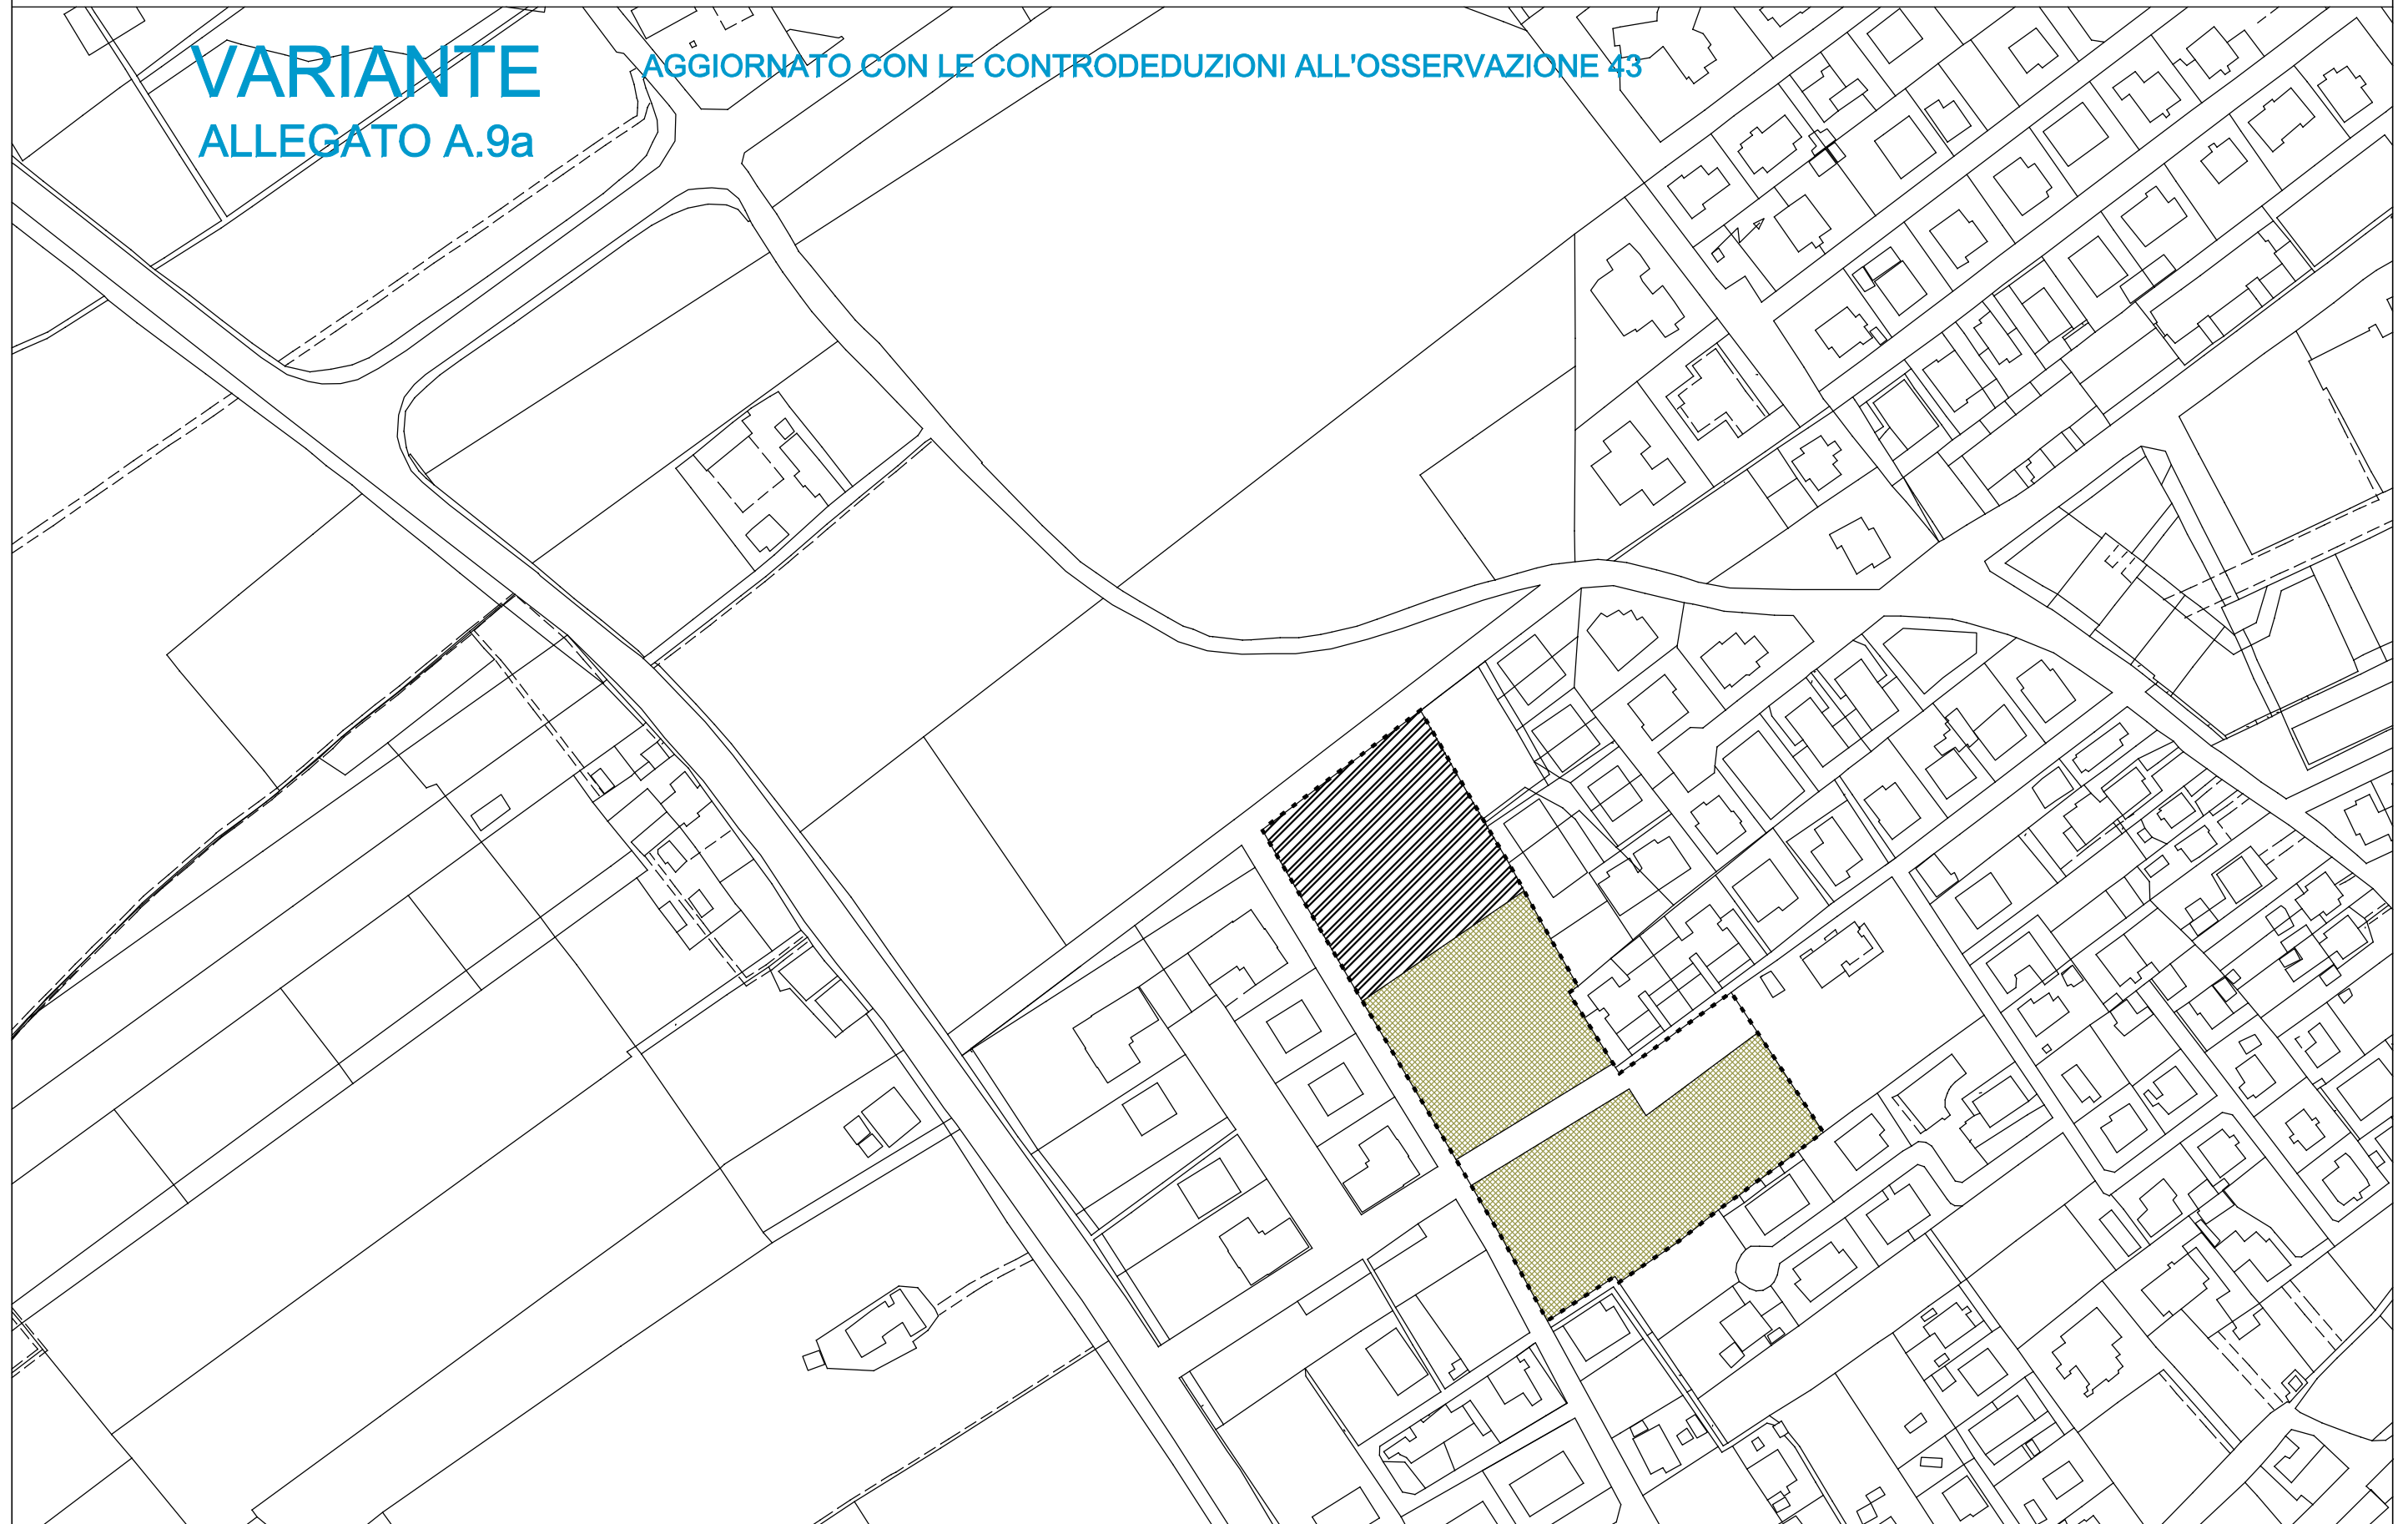 VARIANTE
AGGIORNATO CON LE CONTRODEDUZIONI ALL'OSSERVAZIONE 43
ALLEGATO A.9a